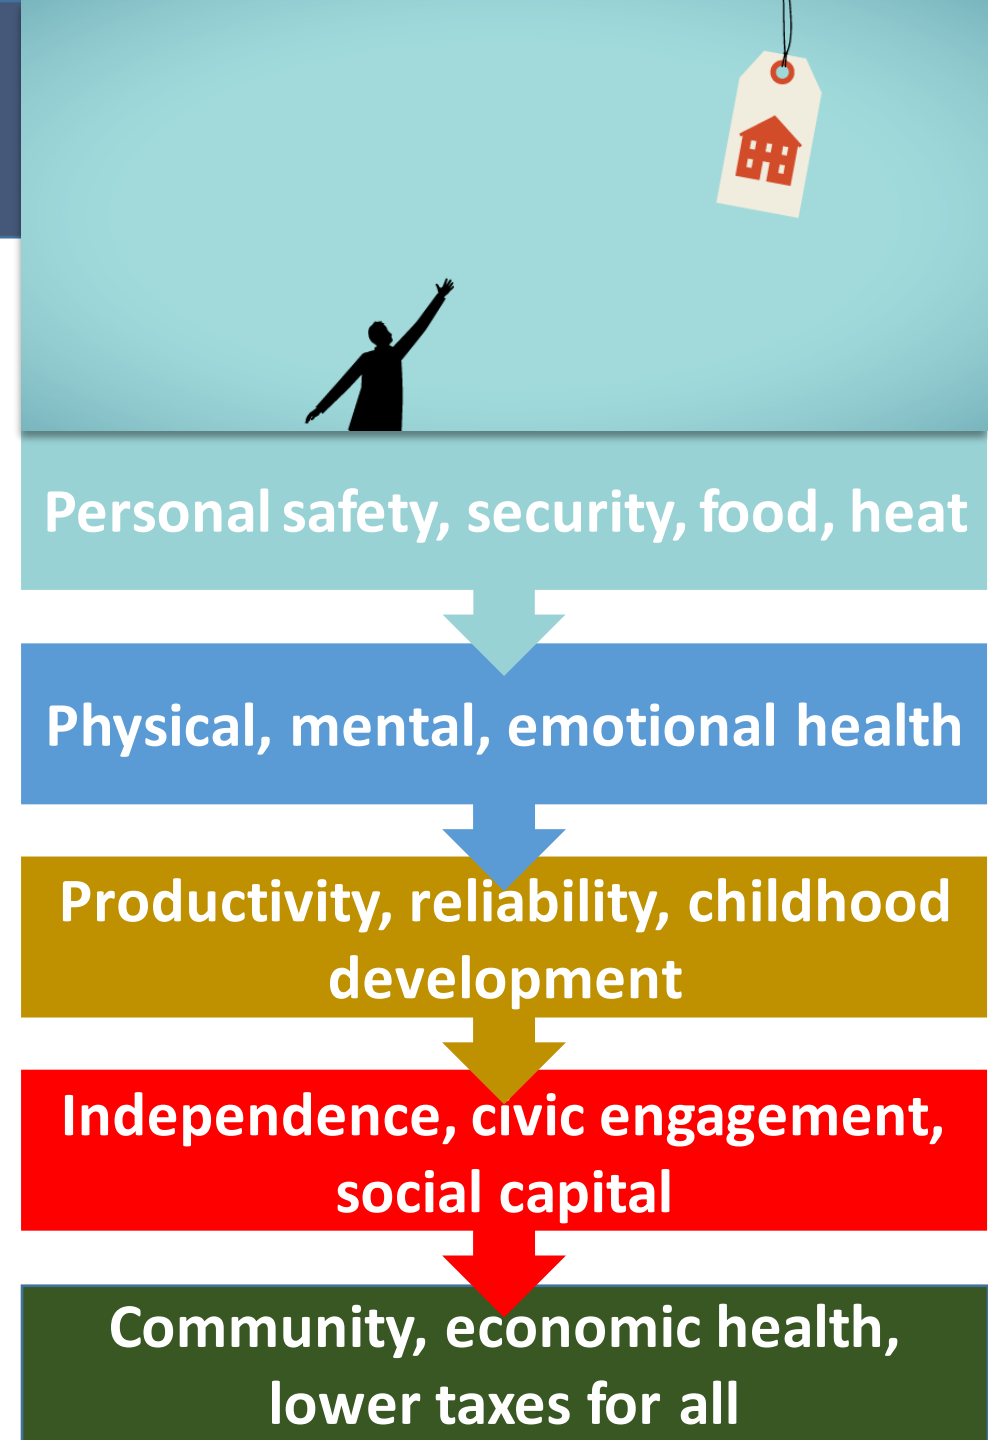 Personal safety, security, food, heat
Physical, mental, emotional health
Productivity, reliability, childhood
development
Independence, civic engagement,
social capital
Community, economic health,
lower taxes for all